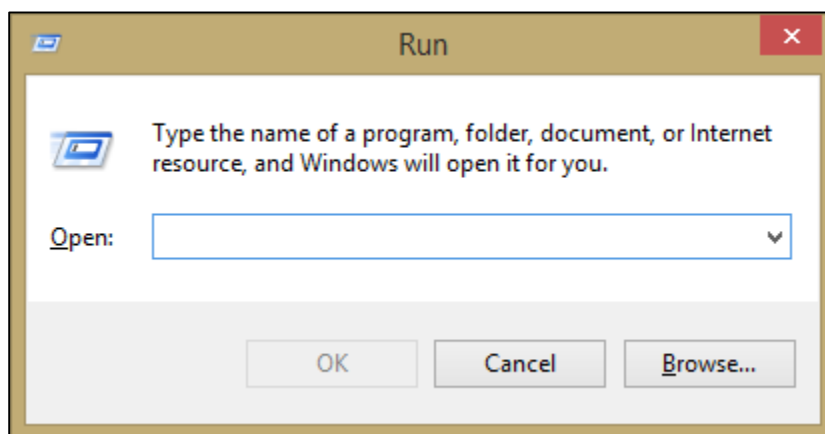 Run
Type the name of a program, folder, document, or Internet
resource, and Windows will open it for you.
Open:
OK Cancel Browse...